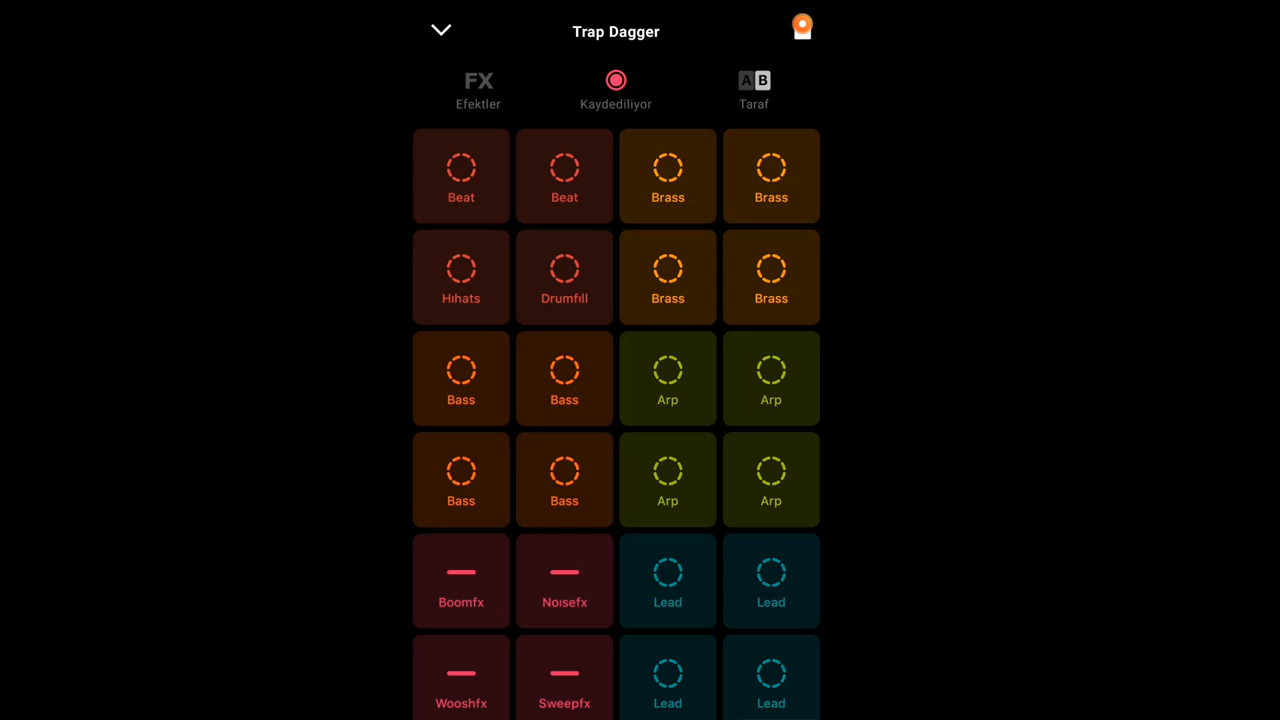 Trap Dagger
FX
A B
Efektler
Kaydediliyor
Taraf
Beat
Beat
Brass
Brass
Hıhats
Drumfıll
Brass
Brass
Bass
Bass
Arp
Arp
Bass
Bass
Arp
Arp
Boomfx
Noısefx
Lead
Lead
Wooshfx
Sweepfx
Lead
Lead